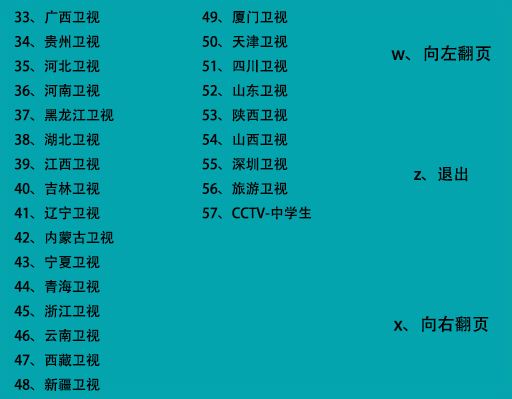 33、广西卫视
34、贵州卫视
35、河北卫视
36、河南卫视
37、黑龙江卫视
38、湖北卫视
39、江西卫视
40、吉林卫视
41、辽宁卫视
42、内蒙古卫视
43、宁夏卫视
44、青海卫视
45、浙江卫视
46、云南卫视
47、西藏卫视
48、新疆卫视
49、厦门卫视
50、天津卫视
51、四川卫视
52、山东卫视
53、陕西卫视
54、山西卫视
55、深圳卫视
56、旅游卫视
57、CCTV-中学生
w、向左翻页
z、退出
x、向右翻页